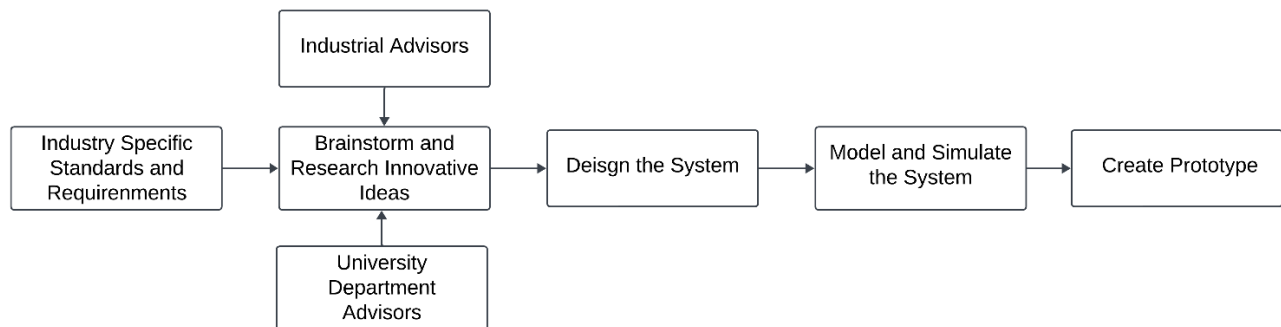 Industrial Advisors
Industry Specific
Standards and
Requirenments
Brainstorm and
Research Innovative
Ideas
Deisgn the System
Model and Simulate
the System
Create Prototype
University
Department
Advisors